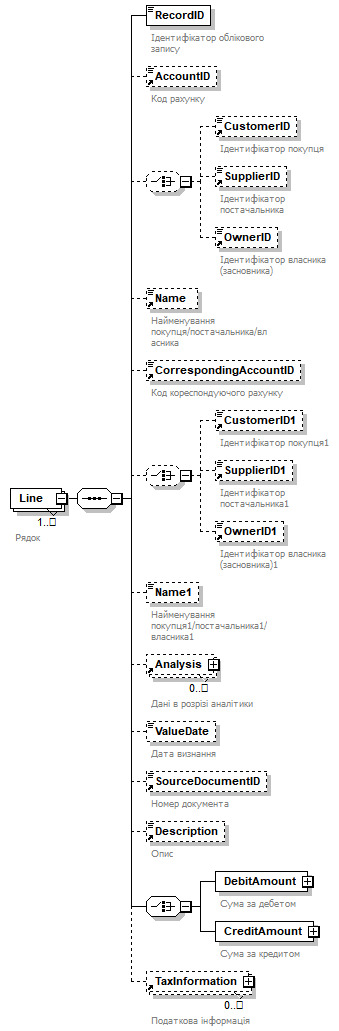 RecordID
Ідентифікатор облікового
запису
AccountID
Код рахунку
CustomerID
Ідентифікатор покупця
SupplierID
Ідентифікатор
постачальника
OwnerID
Ідентифікатор власника
(засновника)
Name
Найменування
покупця/постачальника/вл
асника
CorrespondingAccountID
Код кореспондуючого рахунку
CustomerID1
Ідентифікатор покупця1
SupplierID1
Ідентифікатор
постачальника1
Line
1..□
Рядок
OwnerID1
Ідентифікатор власника
(засновника)1
Name1
Найменування
покупця1/постачальника1/
власника1
Analysis
0..□
Дані в розрізі аналітики
ValueDate
Дата визнання
SourceDocumentID
Номер документа
Description
Опис
DebitAmount
Сума за дебетом
CreditAmount
Сума за кредитом
TaxInformation
0..□
Податкова інформація